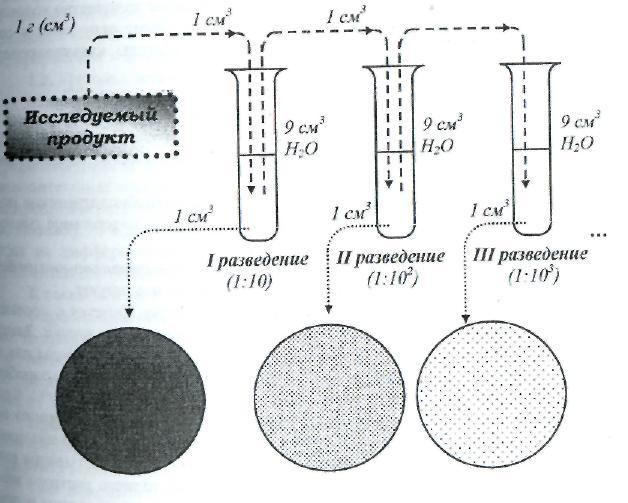 1 г (см³)
1 см³
1 см³
Исследуемый
продукт
9 см³
H₂O
9 см³
H₂O
9 см³
H₂O
1 см³
1 см³
1 см³
I разведение
(1:10)
II разведение
(1:10²)
III разведение
(1:10³)
...